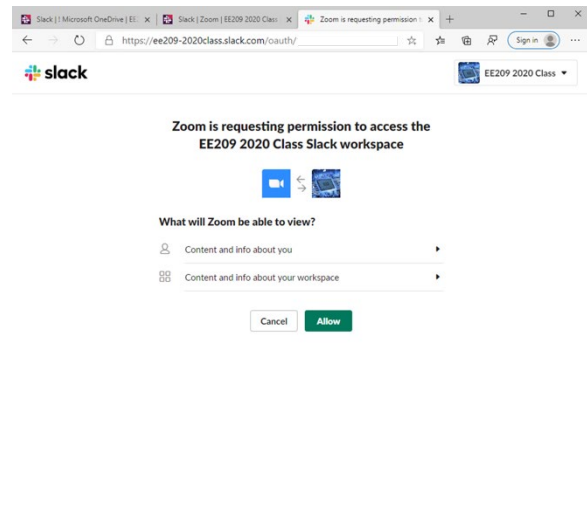 Slack | ! Microsoft OneDrive | EE
Slack | Zoom | EE209 2020 Class
Zoom is requesting permission t
https://ee209-2020class.slack.com/oauth/
Sign in
slack
EE209 2020 Class
Zoom is requesting permission to access the
EE209 2020 Class Slack workspace
What will Zoom be able to view?
Content and info about you
Content and info about your workspace
Cancel
Allow